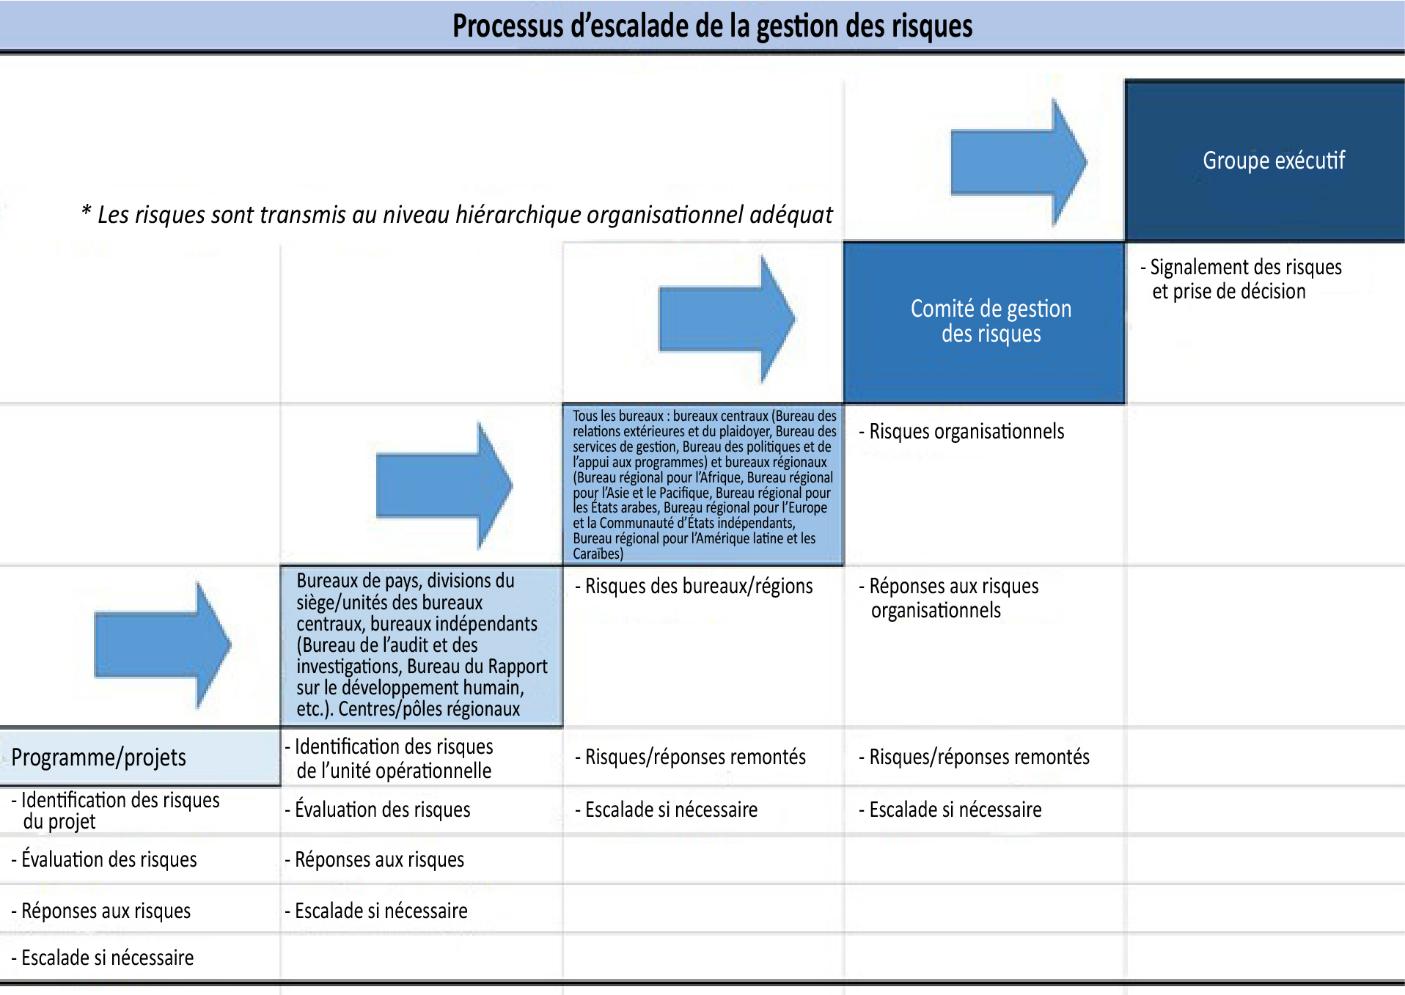 Processus d’escalade de la gestion des risques
Groupe exécutif
* Les risques sont transmis au niveau hiérarchique organisationnel adéquat
- Signalement des risques
et prise de décision
Comité de gestion
des risques
Tous les bureaux : bureaux centraux (Bureau des
relations extérieures et du plaidoyer, Bureau des
services de gestion, Bureau des politiques et de
l’appui aux programmes) et bureaux régionaux
(Bureau régional pour l’Afrique, Bureau régional
pour l’Asie et le Pacifique, Bureau régional pour
les États arabes, Bureau régional pour l’Europe
et la Communauté d’États indépendants,
Bureau régional pour l’Amérique latine et les
Caraïbes)
- Risques organisationnels
Bureaux de pays, divisions du
siège/unités des bureaux
centraux, bureaux indépendants
(Bureau de l’audit et des
investigations, Bureau du Rapport
sur le développement humain,
etc.). Centres/pôles régionaux
- Risques des bureaux/régions
- Réponses aux risques
organisationnels
Programme/projets
- Identification des risques
de l’unité opérationnelle
- Risques/réponses remontés
- Risques/réponses remontés
- Identification des risques
du projet
- Évaluation des risques
- Escalade si nécessaire
- Escalade si nécessaire
- Évaluation des risques
- Réponses aux risques
- Réponses aux risques
- Escalade si nécessaire
- Escalade si nécessaire